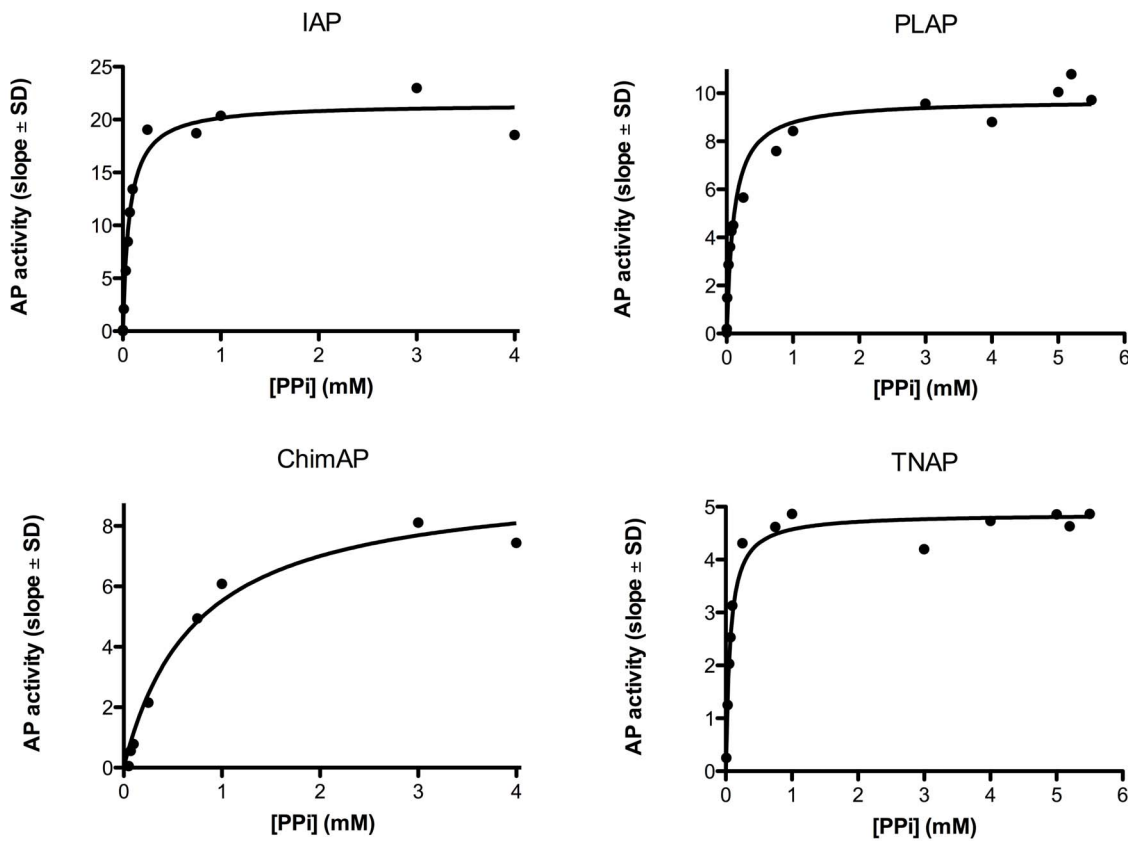 IAP
AP activity (slope ± SD)
25
20
15
10
5
0
0 1 2 3 4
[PPi] (mM)
PLAP
AP activity (slope ± SD)
10
8
6
4
2
0
0 1 2 3 4 5 6
[PPi] (mM)
ChimAP
AP activity (slope ± SD)
8
6
4
2
0
0 1 2 3 4
[PPi] (mM)
TNAP
AP activity (slope ± SD)
5
4
3
2
1
0
0 1 2 3 4 5 6
[PPi] (mM)